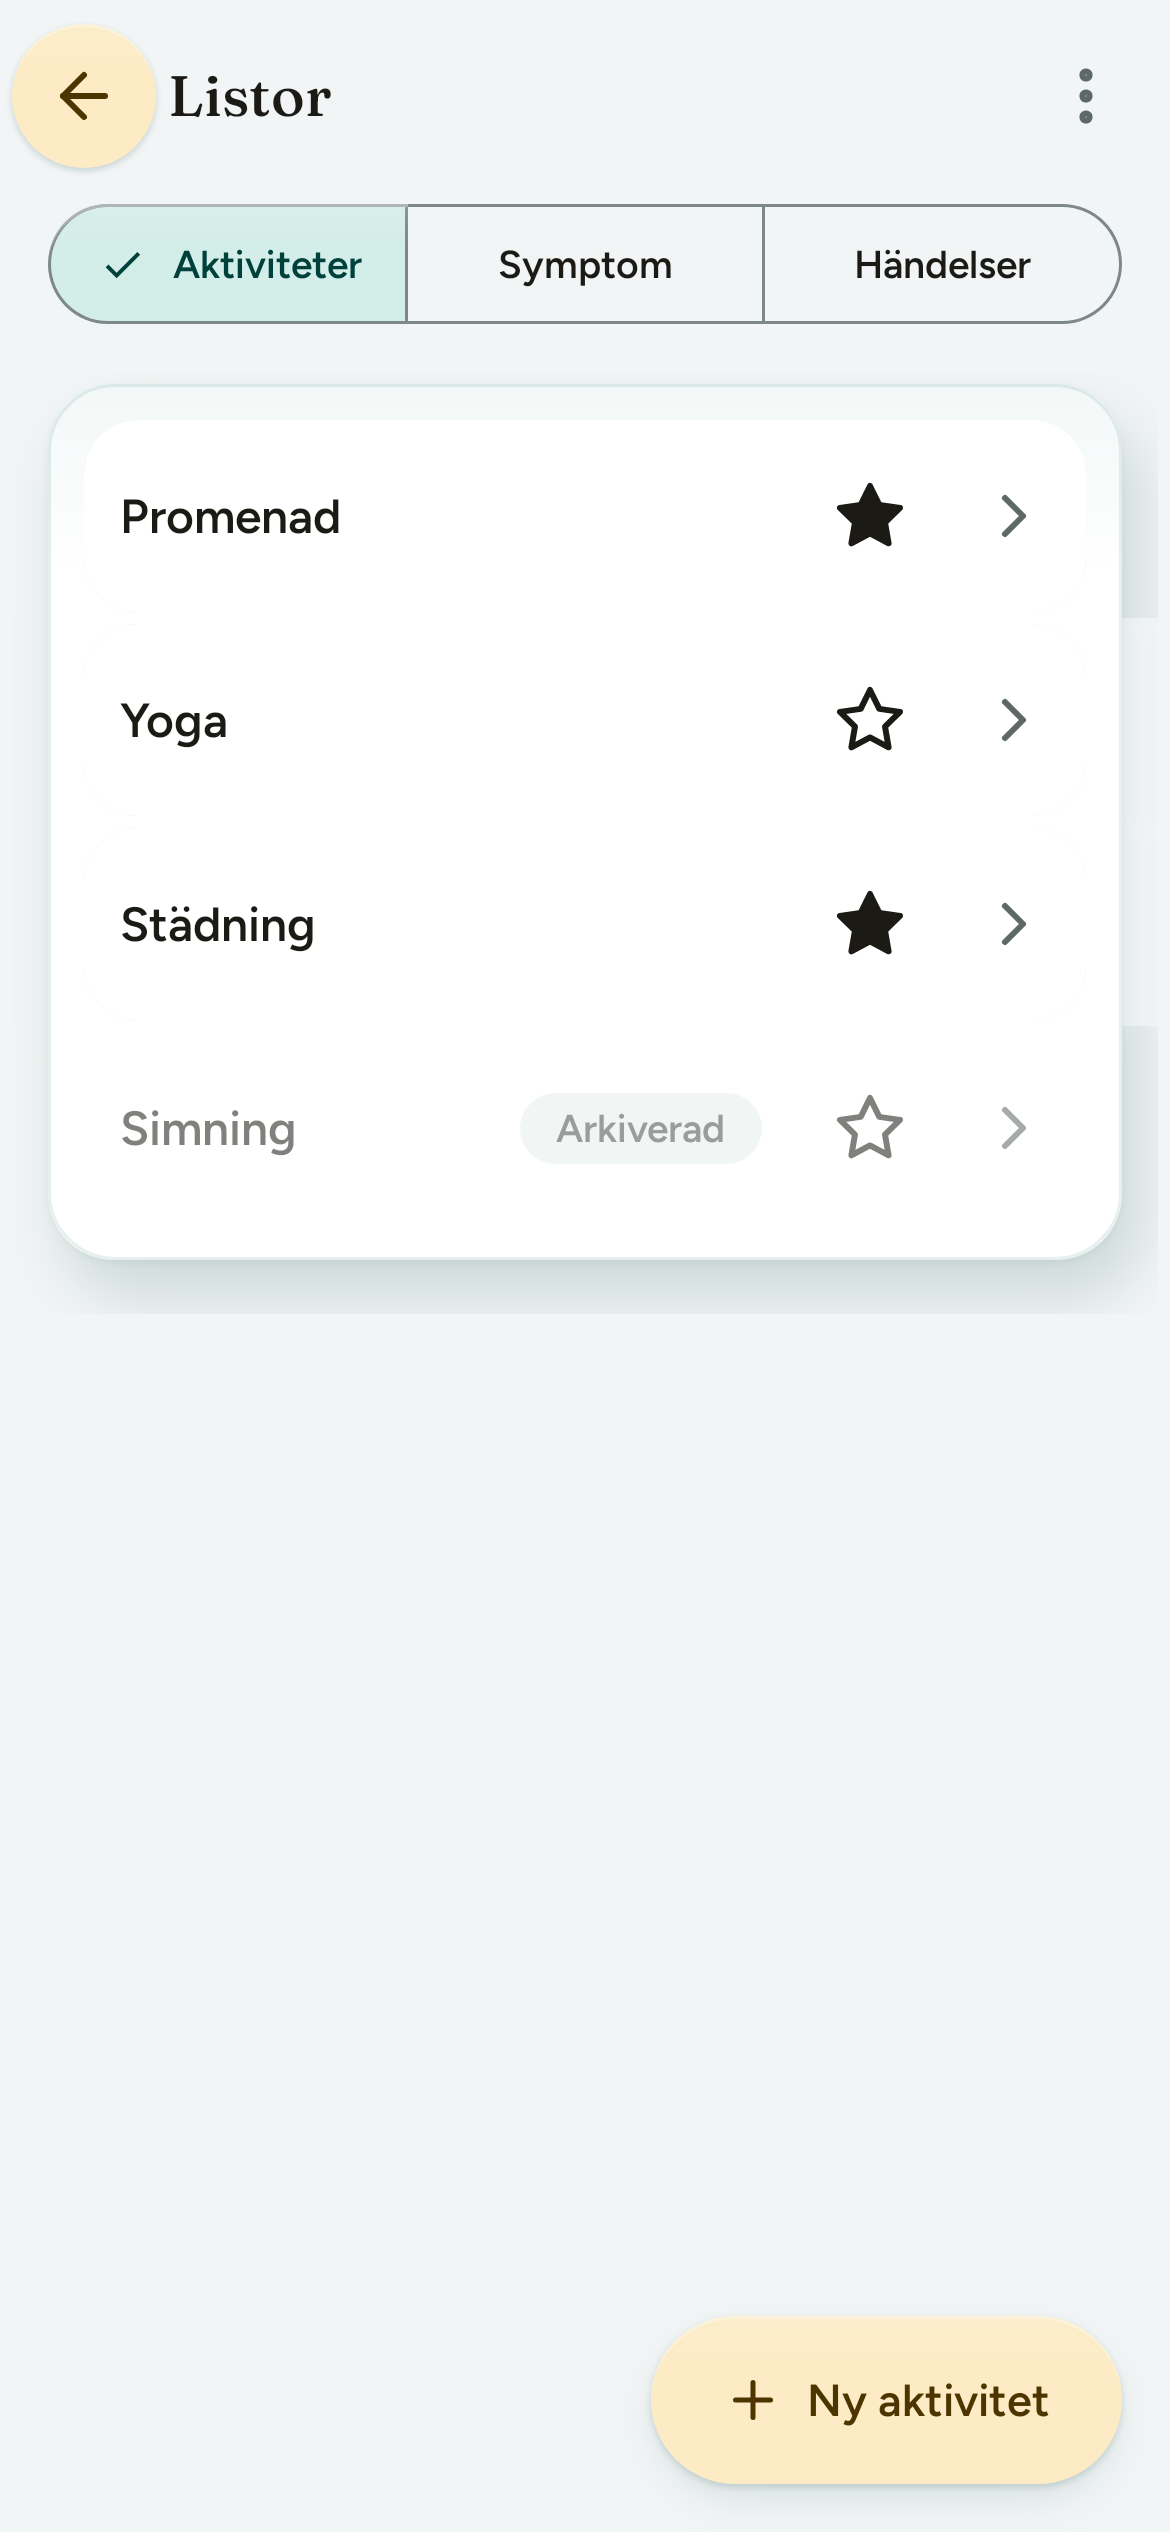 Listor
Aktiviteter
Symptom
Händelser
Promenad
Yoga
Städning
Simning
Arkiverad
Ny aktivitet